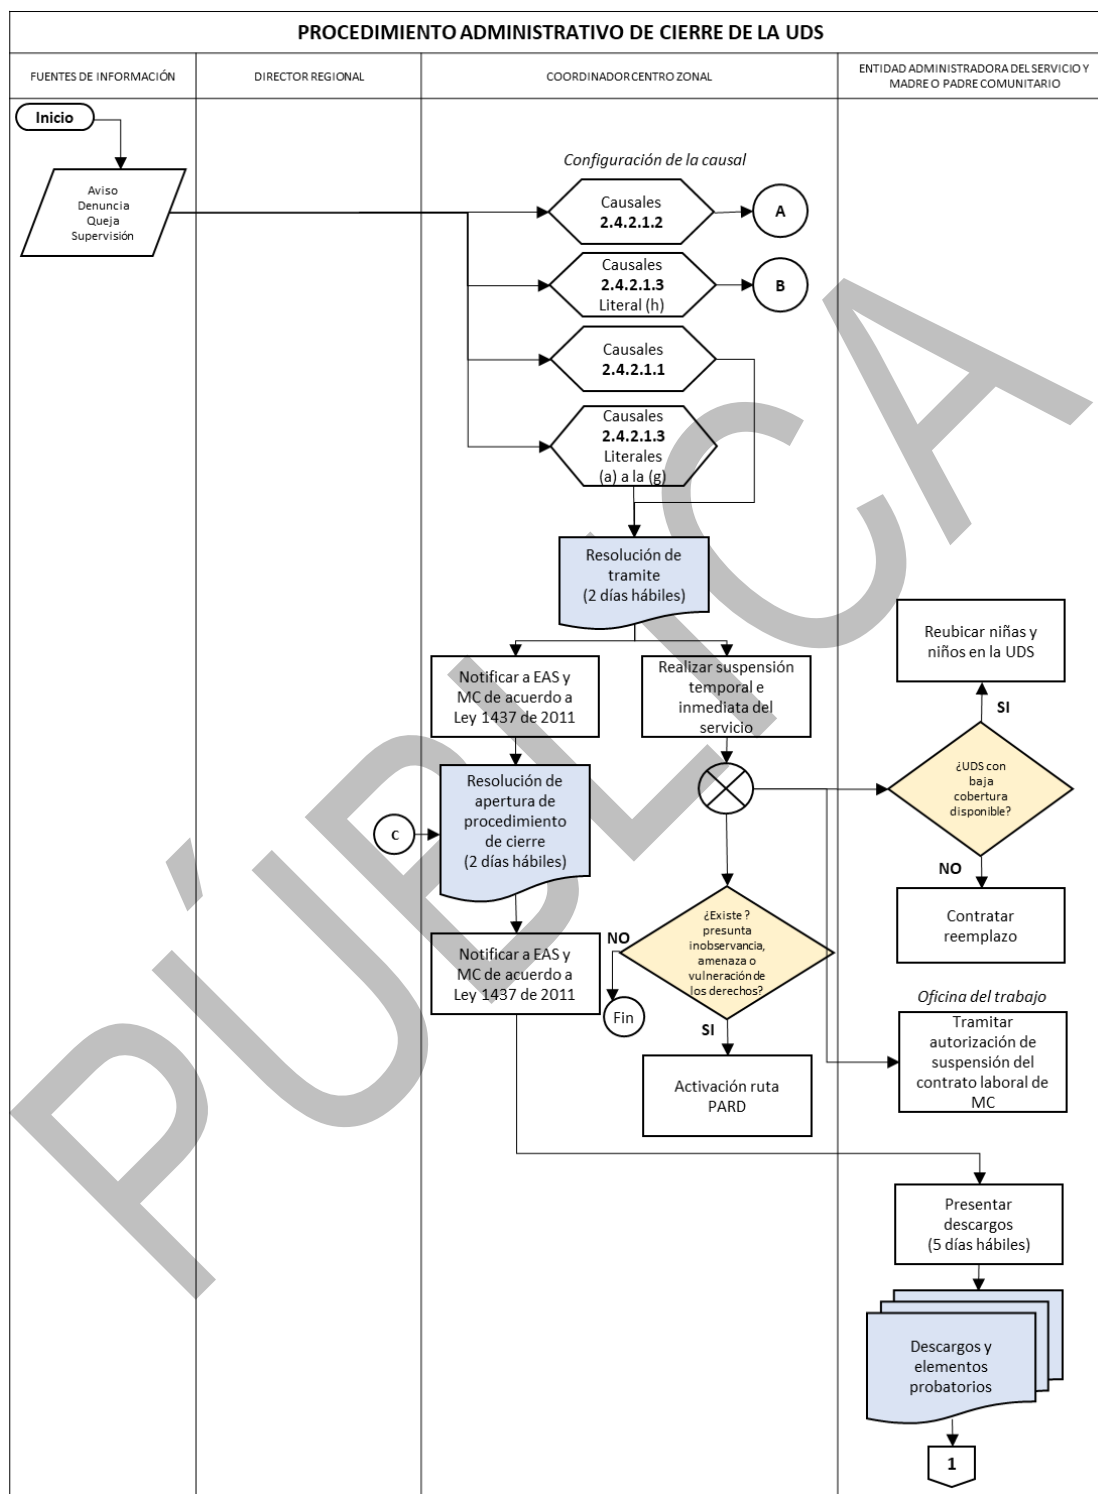 PROCEDIMIENTO ADMINISTRATIVO DE CIERRE DE LA UDS
FUENTES DE INFORMACIÓN
DIRECTOR REGIONAL
COORDINADOR CENTRO ZONAL
ENTIDAD ADMINISTRADORA DEL SERVICIO Y
MADRE O PADRE COMUNITARIO
Inicio
Aviso
Denuncia
Queja
Supervisión
Configuración de la causal
Causales
2.4.2.1.2
A
Causales
2.4.2.1.3
Literal (h)
B
Causales
2.4.2.1.1
Causales
2.4.2.1.3
Literales
(a) a la (g)
Resolución de
tramite
(2 días hábiles)
Notificar a EAS y
MC de acuerdo a
Ley 1437 de 2011
Realizar suspensión
temporal e
inmediata del
servicio
Reubicar niñas y
niños en la UDS
SI
¿UDS con
baja
cobertura
disponible?
NO
Contratar
reemplazo
Resolución de
apertura de
procedimiento
de cierre
(2 días hábiles)
C
Notificar a EAS y
MC de acuerdo a
Ley 1437 de 2011
¿Existe ?
presunta
inobservancia,
amenaza o
vulneración de
los derechos?
NO
Fin
SI
Activación ruta
PARD
Oficina del trabajo
Tramitar
autorización de
suspensión del
contrato laboral de
MC
Presentar
descargos
(5 días hábiles)
Descargos y
elementos
probatorios
1
PÚBLICA